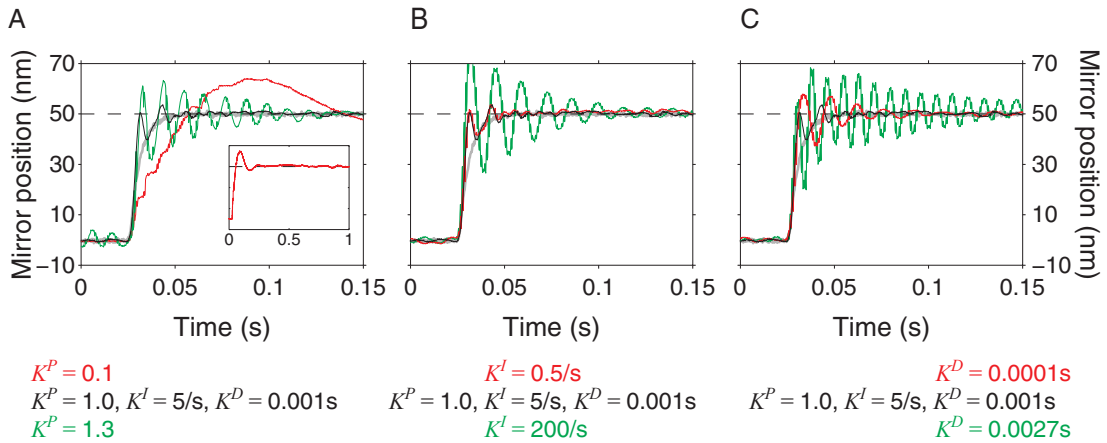 A
B
C
Mirror position (nm)
70
50
30
10
−10
0
0.05
0.1
0.15
Time (s)
0
0.5
1
0
0.05
0.1
0.15
Time (s)
0
0.05
0.1
0.15
Time (s)
70
50
30
10
−10
Mirror position (nm)
K^P = 0.1
K^P = 1.0, K^I = 5/s, K^D = 0.001s
K^P = 1.3
K^I = 0.5/s
K^P = 1.0, K^I = 5/s, K^D = 0.001s
K^I = 200/s
K^D = 0.0001s
K^P = 1.0, K^I = 5/s, K^D = 0.001s
K^D = 0.0027s